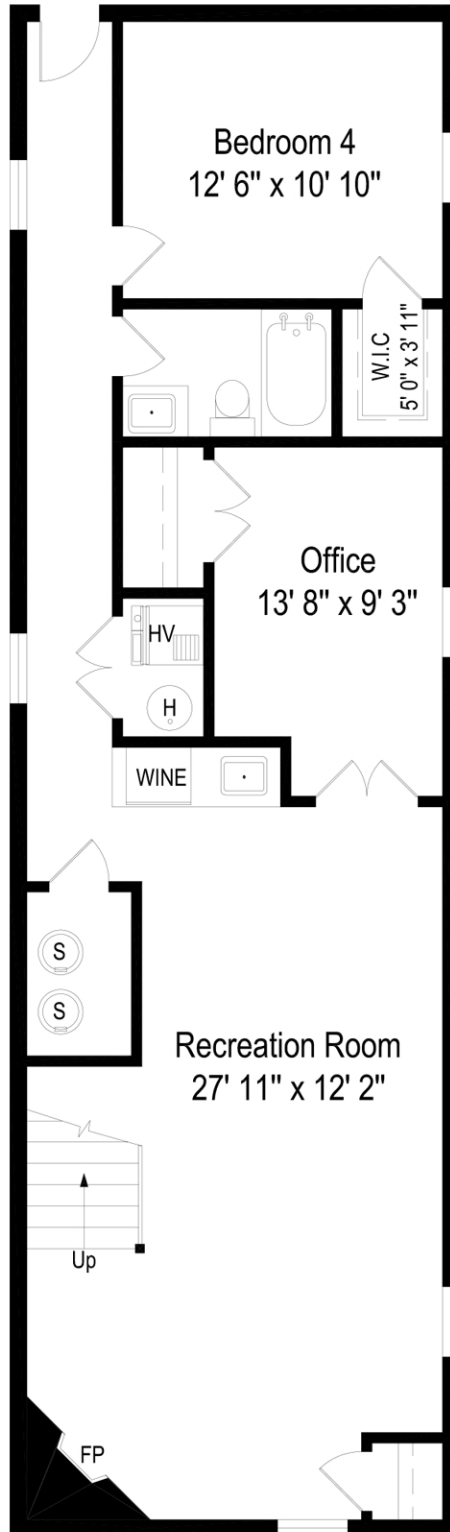 Bedroom 4
12' 6" x 10' 10"
W.I.C
5' 0" x 3' 11"
Office
13' 8" x 9' 3"
HV
H
WINE
S
S
Recreation Room
27' 11" x 12' 2"
Up
FP